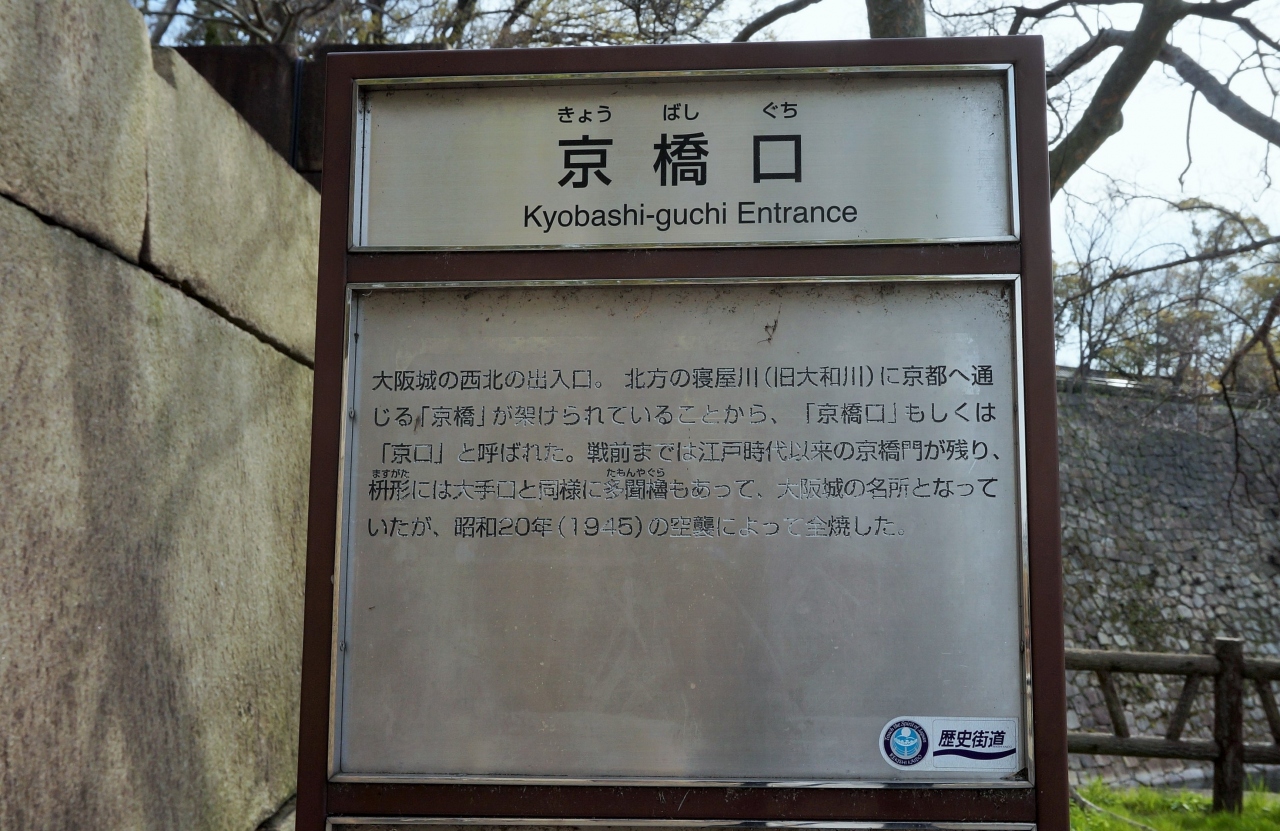 きょう ばし ぐち
京橋口
Kyobashi-guchi Entrance
大阪城の西北の出入口。 北方の寝屋川(旧大和川)に京都へ通
じる「京橋」が架けられていることから、「京橋口」もしくは
「京口」と呼ばれた。戦前までは江戸時代以来の京橋門が残り、
ますがた たもんやぐら
枡形には大手口と同様に多聞櫓もあって、大阪城の名所となって
いたが、昭和20年(1945)の空襲によって全焼した。
歴史街道